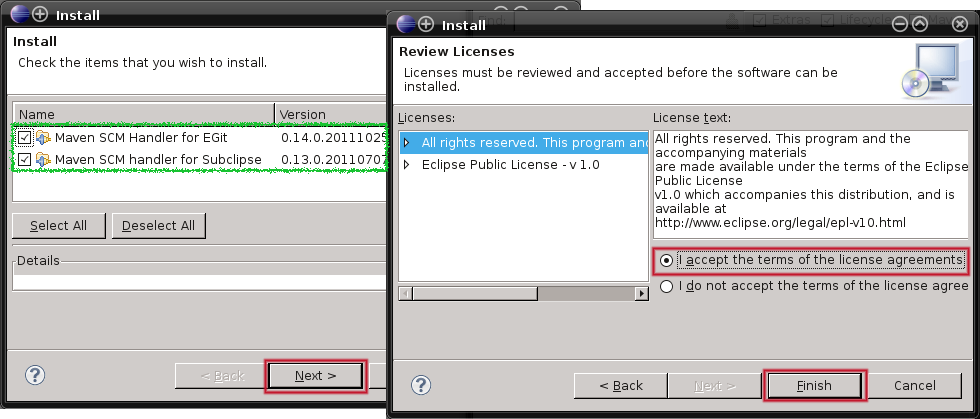 Install
Install
Check the items that you wish to install.
Name Version
Maven SCM Handler for EGit 0.14.0.20111025
Maven SCM handler for Subclipse 0.13.0.20110707
Select All Deselect All
Details
< Back Next >
Install
Extras
Review Licenses
Licenses must be reviewed and accepted before the software can be
installed.
Licenses:
All rights reserved. This program and
Eclipse Public License - v 1.0
License text:
All rights reserved. This program and the
accompanying materials
are made available under the terms of the Eclipse
Public License
v1.0 which accompanies this distribution, and is
available at
http://www.eclipse.org/legal/epl-v10.html
I accept the terms of the license agreements
I do not accept the terms of the license agree
< Back Next > Finish Cancel